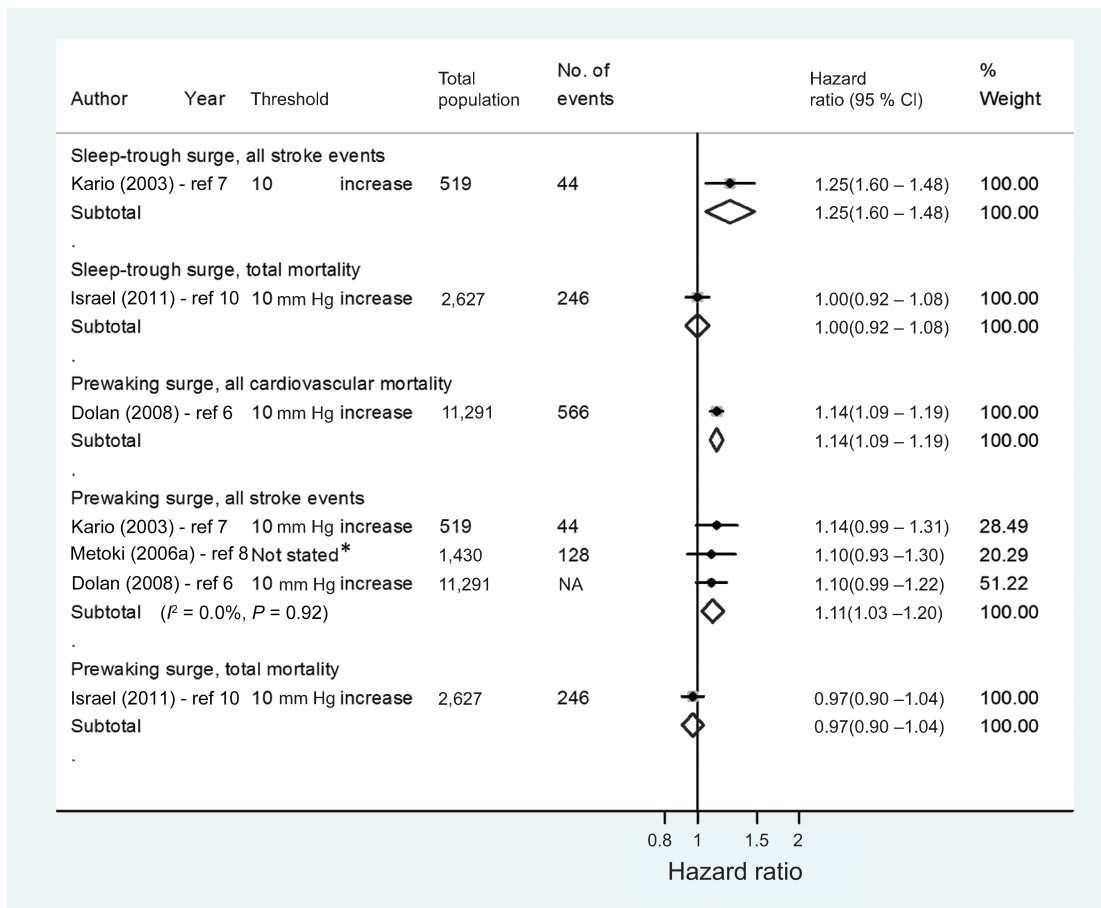 Author Year Threshold Total population No. of events Hazard ratio (95 % CI) % Weight
Sleep-trough surge, all stroke events
Kario (2003) - ref 7 10 increase 519 44 1.25(1.60 – 1.48) 100.00
Subtotal 1.25(1.60 – 1.48) 100.00
.
Sleep-trough surge, total mortality
Israel (2011) - ref 10 10 mm Hg increase 2,627 246 1.00(0.92 – 1.08) 100.00
Subtotal 1.00(0.92 – 1.08) 100.00
.
Prewaking surge, all cardiovascular mortality
Dolan (2008) - ref 6 10 mm Hg increase 11,291 566 1.14(1.09 – 1.19) 100.00
Subtotal 1.14(1.09 – 1.19) 100.00
.
Prewaking surge, all stroke events
Kario (2003) - ref 7 10 mm Hg increase 519 44 1.14(0.99 – 1.31) 28.49
Metoki (2006a) - ref 8 Not stated* 1,430 128 1.10(0.93 –1.30) 20.29
Dolan (2008) - ref 6 10 mm Hg increase 11,291 NA 1.10(0.99 –1.22) 51.22
Subtotal (I² = 0.0%, P = 0.92) 1.11(1.03 –1.20) 100.00
.
Prewaking surge, total mortality
Israel (2011) - ref 10 10 mm Hg increase 2,627 246 0.97(0.90 –1.04) 100.00
Subtotal 0.97(0.90 –1.04) 100.00
.
0.8 1 1.5 2
Hazard ratio